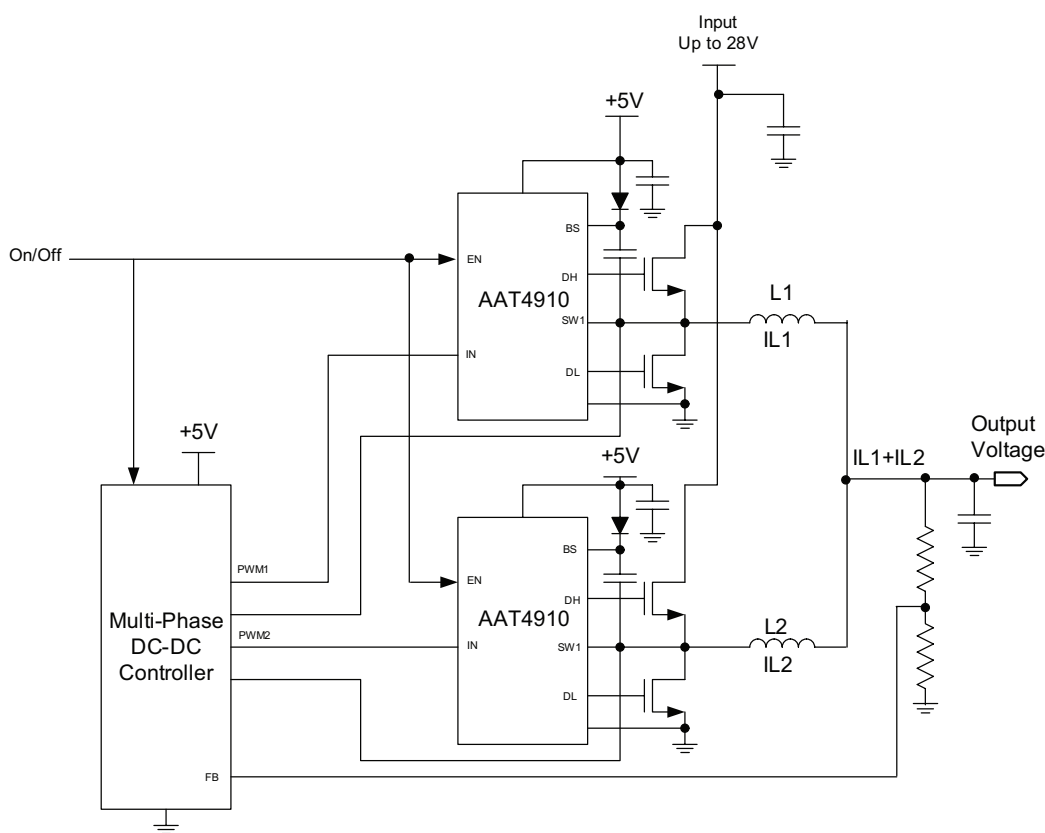 Input
Up to 28V
+5V
BS
On/Off
EN
DH
AAT4910
L1
SW1
IL1
IN
DL
+5V
+5V
Output
Voltage
IL1+IL2
BS
PWM1
EN
DH
AAT4910
Multi-Phase
DC-DC
Controller
PWM2
IN
SW1
L2
IL2
DL
FB